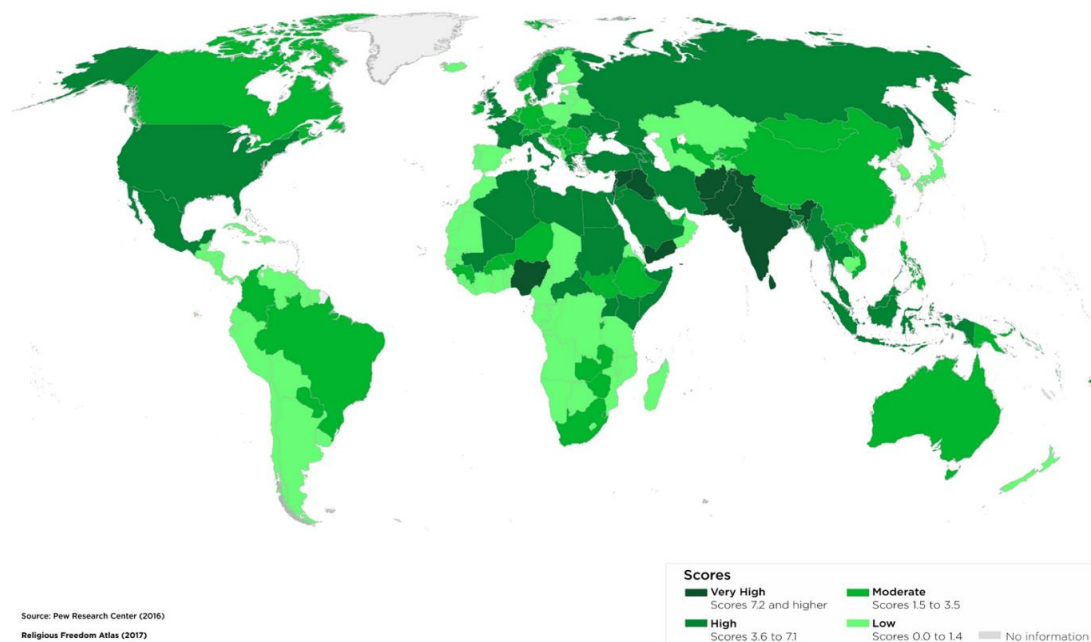 Source: Pew Research Center (2016)
Religious Freedom Atlas (2017)
Scores
Very High
Scores 7.2 and higher
High
Scores 3.6 to 7.1
Moderate
Scores 1.5 to 3.5
Low
Scores 0.0 to 1.4
No information